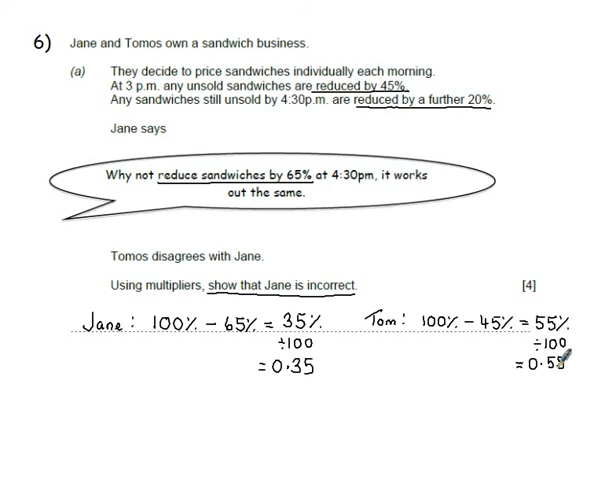 6) Jane and Tomos own a sandwich business.
(a) They decide to price sandwiches individually each morning.
At 3 p.m. any unsold sandwiches are reduced by 45%.
Any sandwiches still unsold by 4:30p.m. are reduced by a further 20%.
Jane says
Why not reduce sandwiches by 65% at 4:30pm, it works
out the same.
Tomos disagrees with Jane.
Using multipliers, show that Jane is incorrect. [4]
Jane: 100% - 65% = 35% Tom: 100% - 45% = 55%
÷100 ÷100
= 0.35 = 0.55